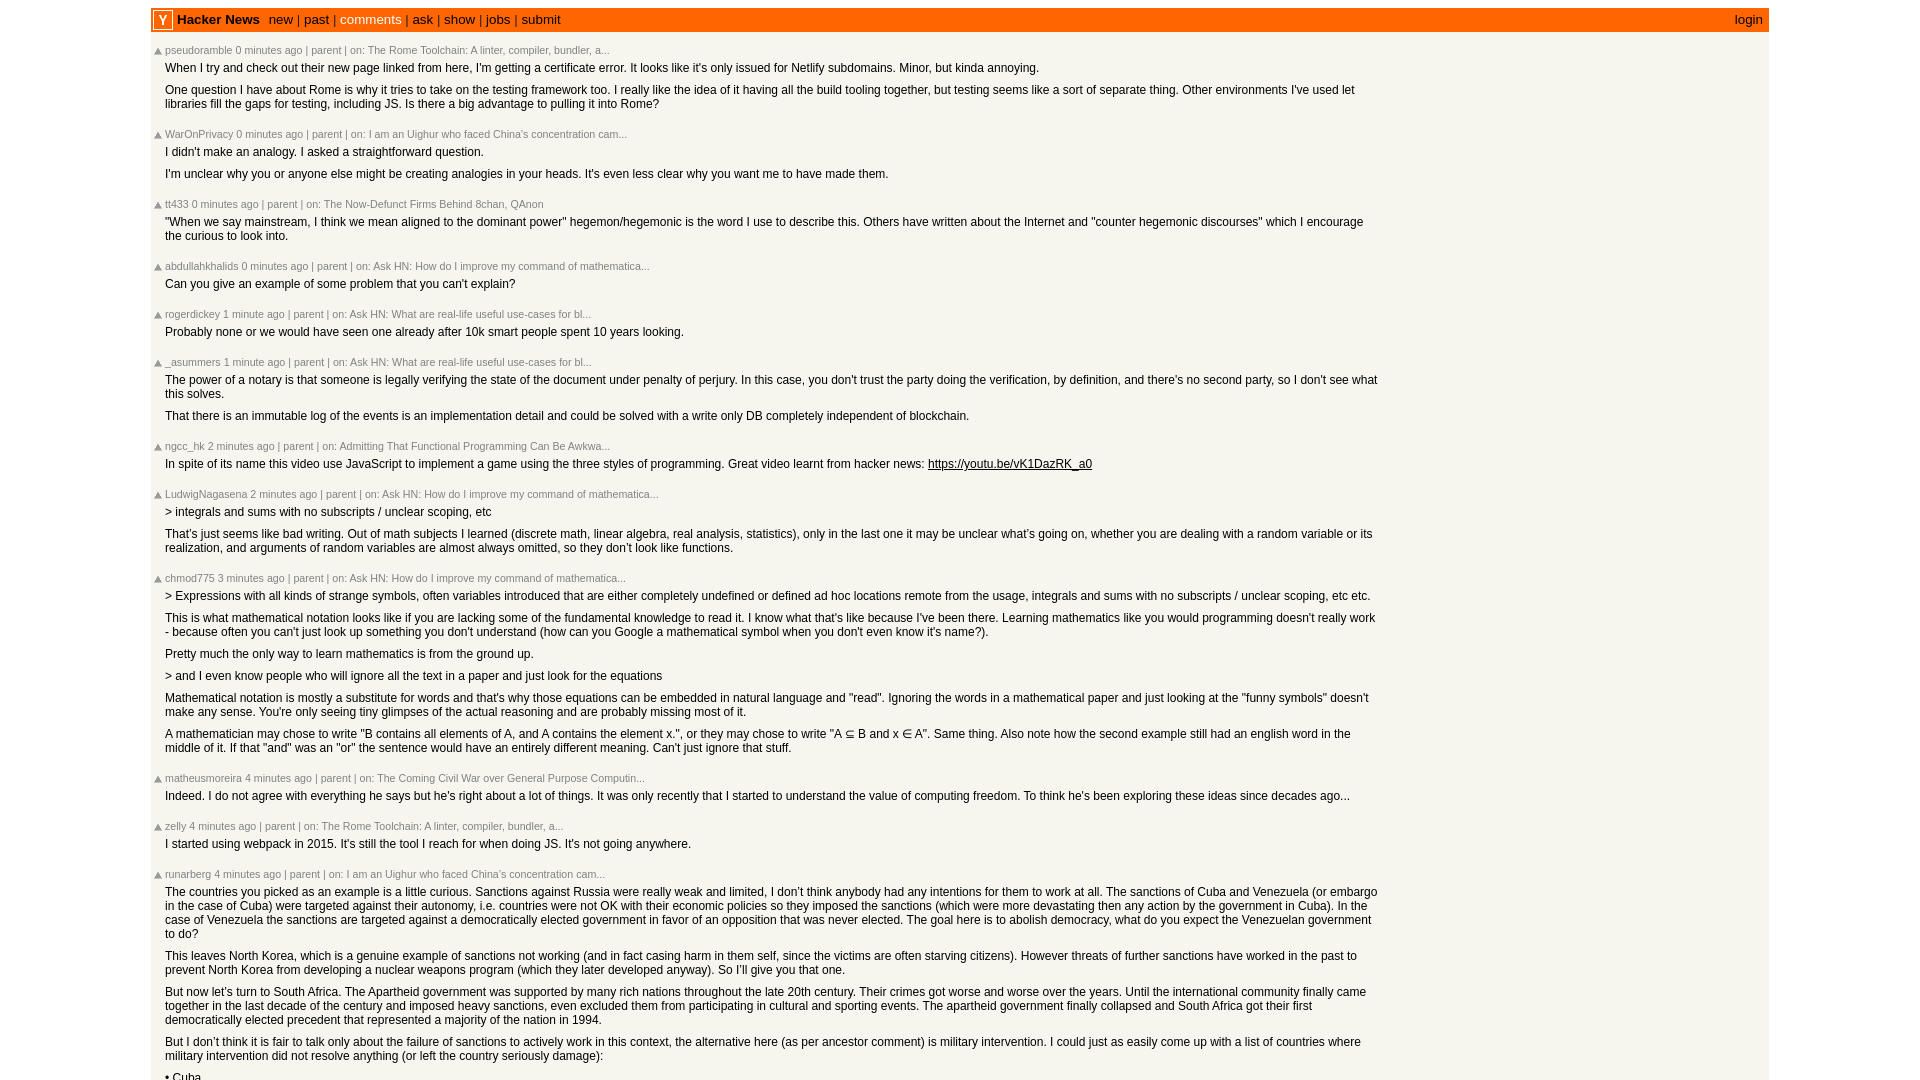 Y Hacker News new | past | comments | ask | show | jobs | submit login
pseudoramble 0 minutes ago | parent | on: The Rome Toolchain: A linter, compiler, bundler, a...
When I try and check out their new page linked from here, I'm getting a certificate error. It looks like it's only issued for Netlify subdomains. Minor, but kinda annoying.
One question I have about Rome is why it tries to take on the testing framework too. I really like the idea of it having all the build tooling together, but testing seems like a sort of separate thing. Other environments I've used let
libraries fill the gaps for testing, including JS. Is there a big advantage to pulling it into Rome?
WarOnPrivacy 0 minutes ago | parent | on: I am an Uighur who faced China's concentration cam...
I didn't make an analogy. I asked a straightforward question.
I'm unclear why you or anyone else might be creating analogies in your heads. It's even less clear why you want me to have made them.
tt433 0 minutes ago | parent | on: The Now-Defunct Firms Behind 8chan, QAnon
"When we say mainstream, I think we mean aligned to the dominant power" hegemon/hegemonic is the word I use to describe this. Others have written about the Internet and "counter hegemonic discourses" which I encourage
the curious to look into.
abdullahkhalids 0 minutes ago | parent | on: Ask HN: How do I improve my command of mathematica...
Can you give an example of some problem that you can't explain?
rogerdickey 1 minute ago | parent | on: Ask HN: What are real-life useful use-cases for bl...
Probably none or we would have seen one already after 10k smart people spent 10 years looking.
_asummers 1 minute ago | parent | on: Ask HN: What are real-life useful use-cases for bl...
The power of a notary is that someone is legally verifying the state of the document under penalty of perjury. In this case, you don't trust the party doing the verification, by definition, and there's no second party, so I don't see what
this solves.
That there is an immutable log of the events is an implementation detail and could be solved with a write only DB completely independent of blockchain.
ngcc_hk 2 minutes ago | parent | on: Admitting That Functional Programming Can Be Awkwa...
In spite of its name this video use JavaScript to implement a game using the three styles of programming. Great video learnt from hacker news: https://youtu.be/vK1DazRK_a0
LudwigNagasena 2 minutes ago | parent | on: Ask HN: How do I improve my command of mathematica...
> integrals and sums with no subscripts / unclear scoping, etc
That's just seems like bad writing. Out of math subjects I learned (discrete math, linear algebra, real analysis, statistics), only in the last one it may be unclear what's going on, whether you are dealing with a random variable or its
realization, and arguments of random variables are almost always omitted, so they don't look like functions.
chmod775 3 minutes ago | parent | on: Ask HN: How do I improve my command of mathematica...
> Expressions with all kinds of strange symbols, often variables introduced that are either completely undefined or defined ad hoc locations remote from the usage, integrals and sums with no subscripts / unclear scoping, etc etc.
This is what mathematical notation looks like if you are lacking some of the fundamental knowledge to read it. I know what that's like because I've been there. Learning mathematics like you would programming doesn't really work
- because often you can't just look up something you don't understand (how can you Google a mathematical symbol when you don't even know it's name?).
Pretty much the only way to learn mathematics is from the ground up.
> and I even know people who will ignore all the text in a paper and just look for the equations
Mathematical notation is mostly a substitute for words and that's why those equations can be embedded in natural language and "read". Ignoring the words in a mathematical paper and just looking at the "funny symbols" doesn't
make any sense. You're only seeing tiny glimpses of the actual reasoning and are probably missing most of it.
A mathematician may chose to write "B contains all elements of A, and A contains the element x.", or they may chose to write "A ⊆ B and x ∈ A". Same thing. Also note how the second example still had an english word in the
middle of it. If that "and" was an "or" the sentence would have an entirely different meaning. Can't just ignore that stuff.
matheusmoreira 4 minutes ago | parent | on: The Coming Civil War over General Purpose Computin...
Indeed. I do not agree with everything he says but he's right about a lot of things. It was only recently that I started to understand the value of computing freedom. To think he's been exploring these ideas since decades ago...
zelly 4 minutes ago | parent | on: The Rome Toolchain: A linter, compiler, bundler, a...
I started using webpack in 2015. It's still the tool I reach for when doing JS. It's not going anywhere.
runarberg 4 minutes ago | parent | on: I am an Uighur who faced China's concentration cam...
The countries you picked as an example is a little curious. Sanctions against Russia were really weak and limited, I don't think anybody had any intentions for them to work at all. The sanctions of Cuba and Venezuela (or embargo
in the case of Cuba) were targeted against their autonomy, i.e. countries were not OK with their economic policies so they imposed the sanctions (which were more devastating then any action by the government in Cuba). In the
case of Venezuela the sanctions are targeted against a democratically elected government in favor of an opposition that was never elected. The goal here is to abolish democracy, what do you expect the Venezuelan government
to do?
This leaves North Korea, which is a genuine example of sanctions not working (and in fact casing harm in them self, since the victims are often starving citizens). However threats of further sanctions have worked in the past to
prevent North Korea from developing a nuclear weapons program (which they later developed anyway). So I'll give you that one.
But now let's turn to South Africa. The Apartheid government was supported by many rich nations throughout the late 20th century. Their crimes got worse and worse over the years. Until the international community finally came
together in the last decade of the century and imposed heavy sanctions, even excluded them from participating in cultural and sporting events. The apartheid government finally collapsed and South Africa got their first
democratically elected precedent that represented a majority of the nation in 1994.
But I don't think it is fair to talk only about the failure of sanctions to actively work in this context, the alternative here (as per ancestor comment) is military intervention. I could just as easily come up with a list of countries where
military intervention did not resolve anything (or left the country seriously damage):
• Cuba